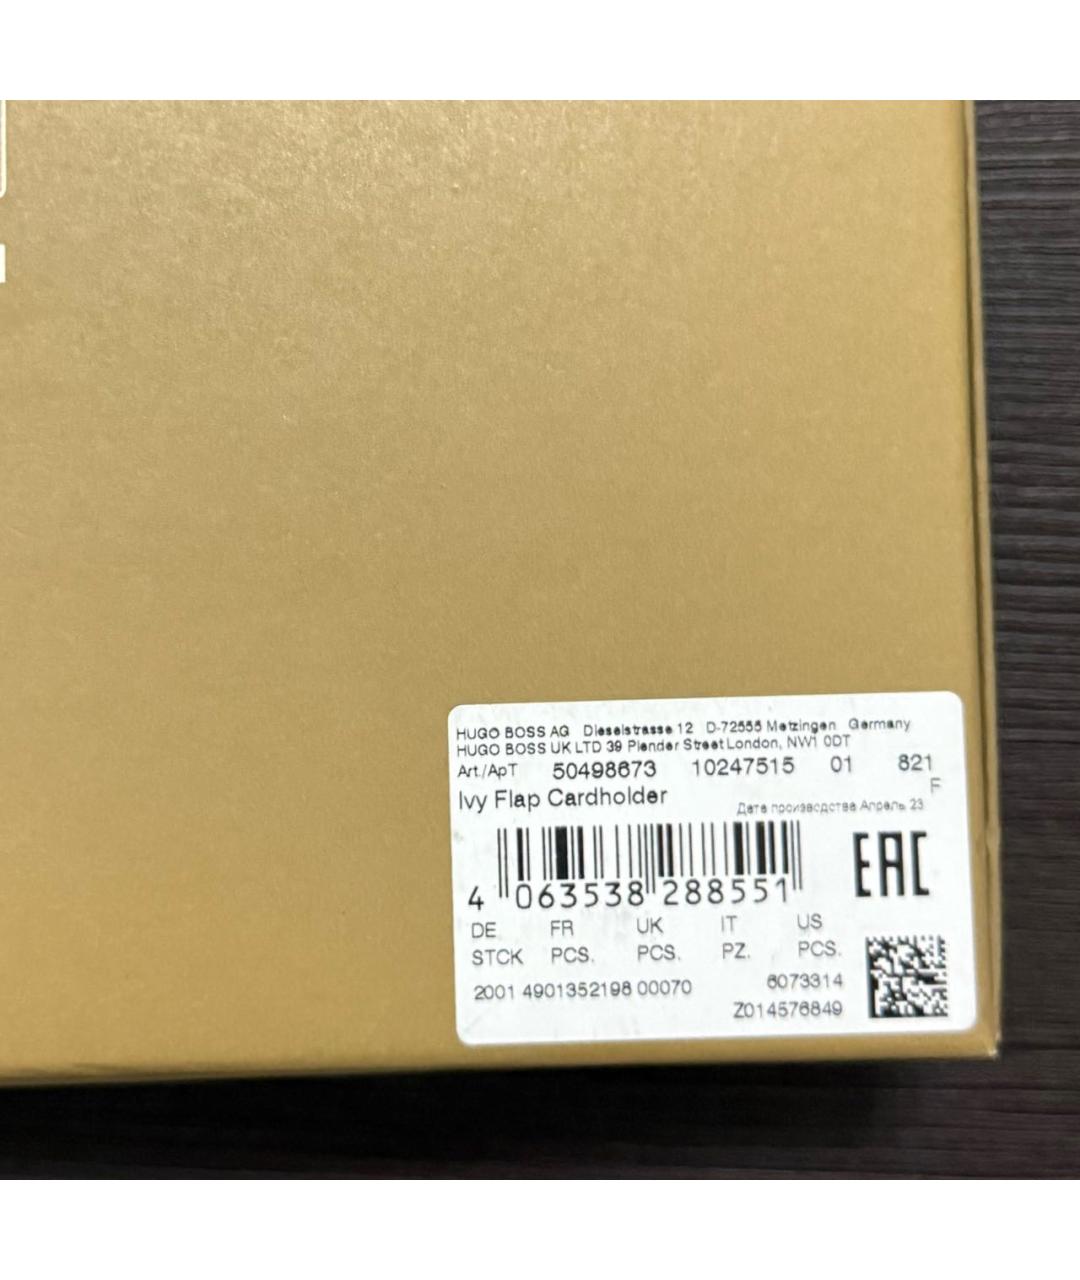 HUGO BOSS AG Dieselstrasse 12 D-72555 Metzingen Germany
HUGO BOSS UK LTD 39 Plender Street London, NW1 0DT
Art./АрТ 50498673 10247515 01 821
F
Ivy Flap Cardholder
Дата производства Апрель 23
EAC
4 063538 288551
DE FR UK IT US
STCK PCS. PCS. PZ. PCS.
2001 4901352198 00070 6073314
Z014576849